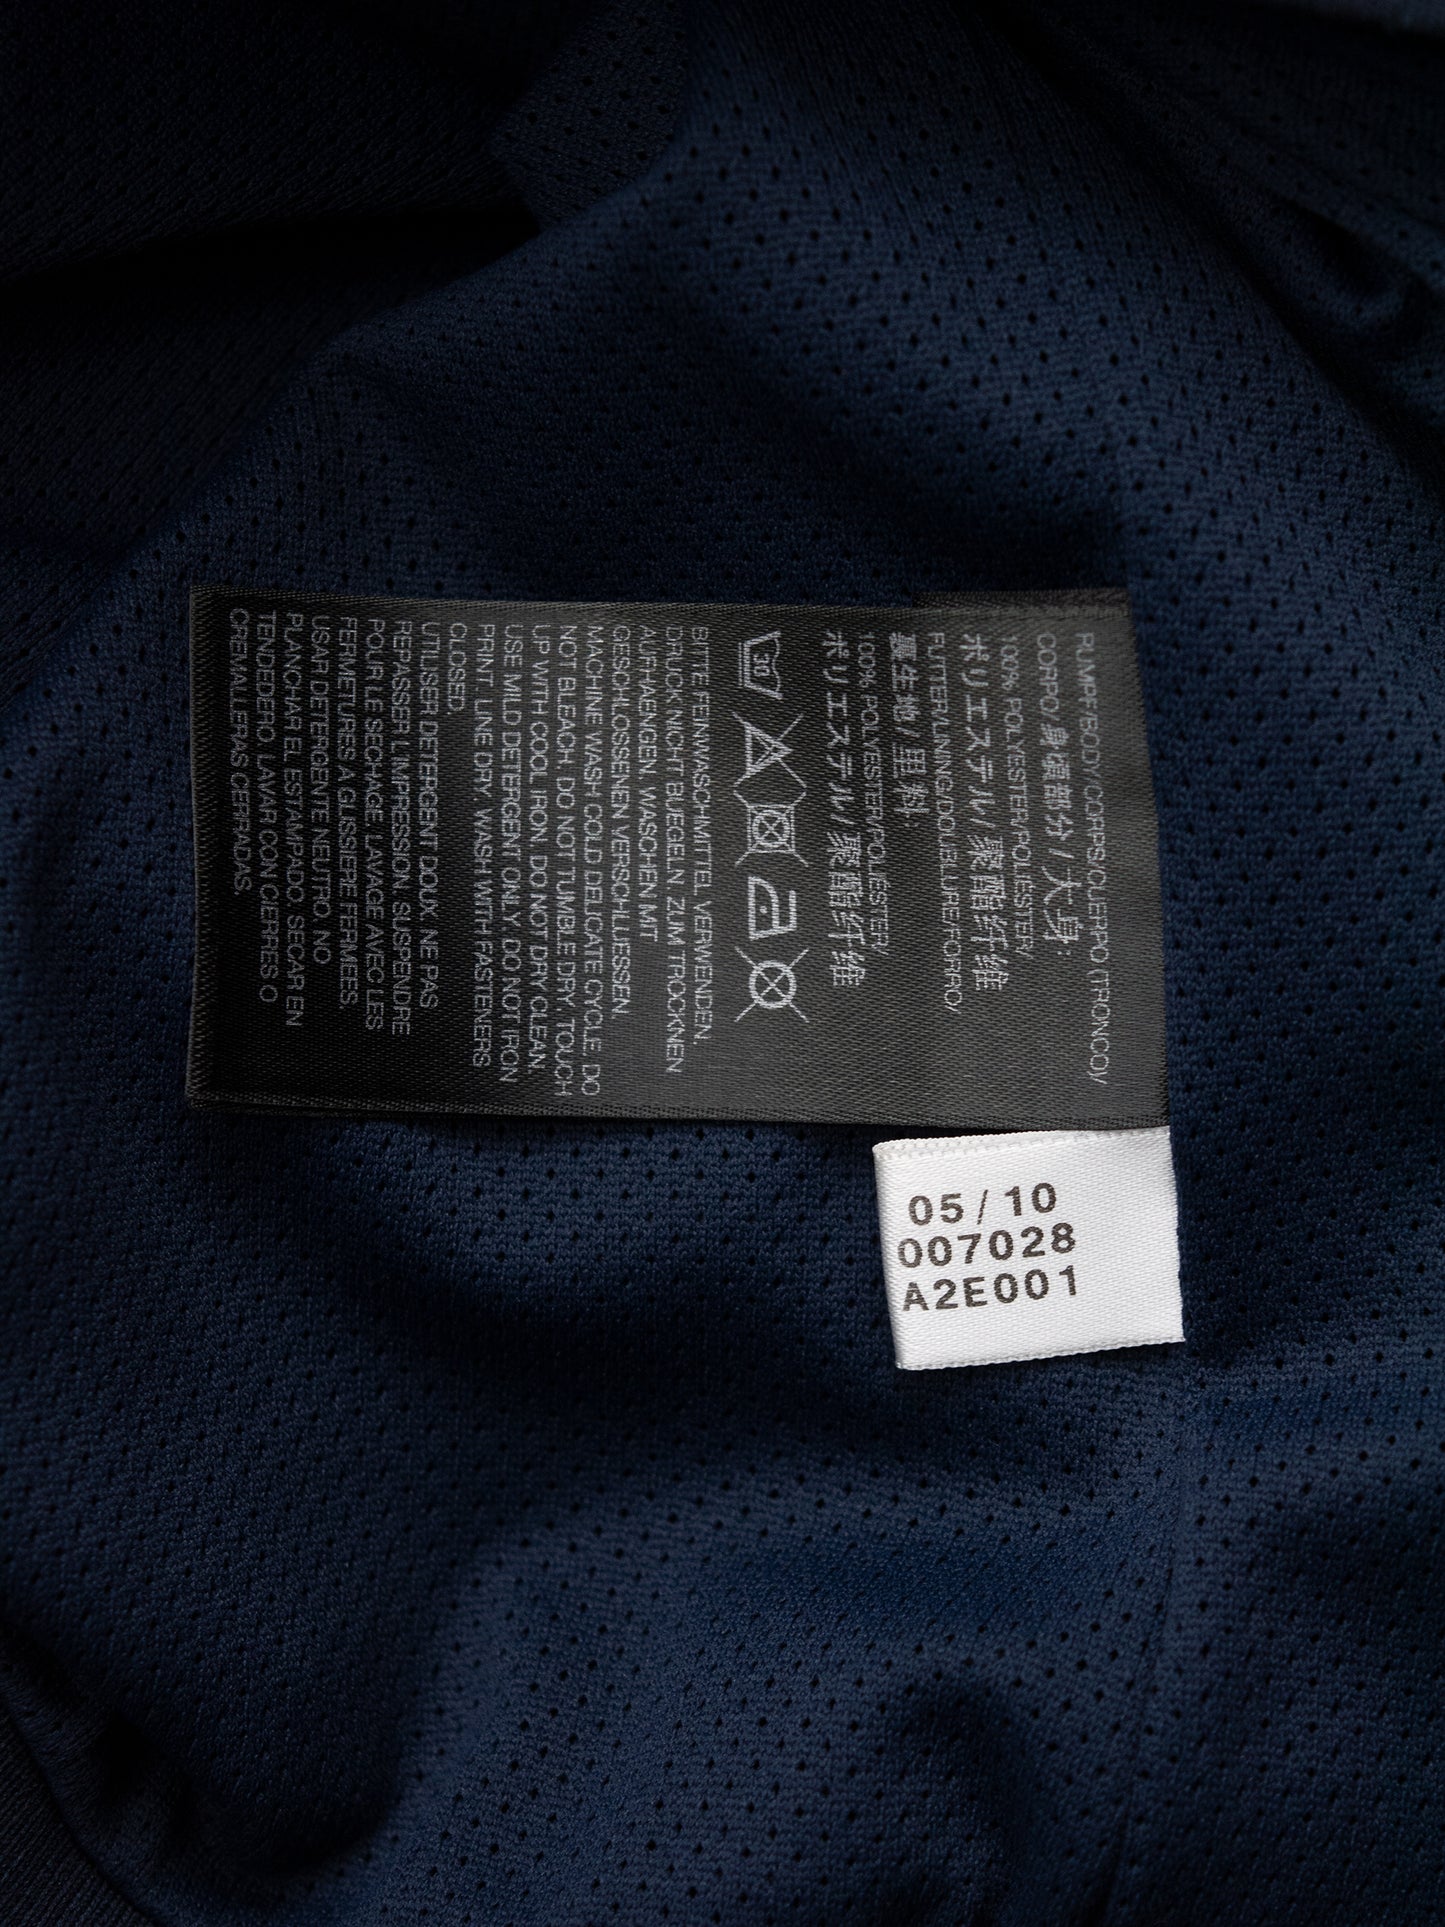 RUMPF/BODY/CORPS/CUERPO (TRONCO)/
CORPO/身頃部分/大身:
100% POLYESTER/POLIESTER/
ポリエステル/聚酯纤维
FUTTER/LINING/DOUBLURE/FORRO/
裏生地/里料:
100% POLYESTER/POLIESTER/
ポリエステル/聚酯纤维
30
BITTE FEINWASCHMITTEL VERWENDEN.
DRUCK NICHT BUEGELN. ZUM TROCKNEN
AUFHAENGEN. WASCHEN MIT
GESCHLOSSENEN VERSCHLUESSEN.
MACHINE WASH COLD DELICATE CYCLE. DO
NOT BLEACH. DO NOT TUMBLE DRY. TOUCH
UP WITH COOL IRON. DO NOT DRY CLEAN.
USE MILD DETERGENT ONLY. DO NOT IRON
PRINT. LINE DRY. WASH WITH FASTENERS
CLOSED.
UTILISER DETERGENT DOUX. NE PAS
REPASSER L'IMPRESSION. SUSPENDRE
POUR LE SECHAGE. LAVAGE AVEC LES
FERMETURES A GLISSIERE FERMEES.
USAR DETERGENTE NEUTRO. NO
PLANCHAR EL ESTAMPADO. SECAR EN
TENDEDERO. LAVAR CON CIERRES O
CREMALLERAS CERRADAS
05/10
007028
A2E001